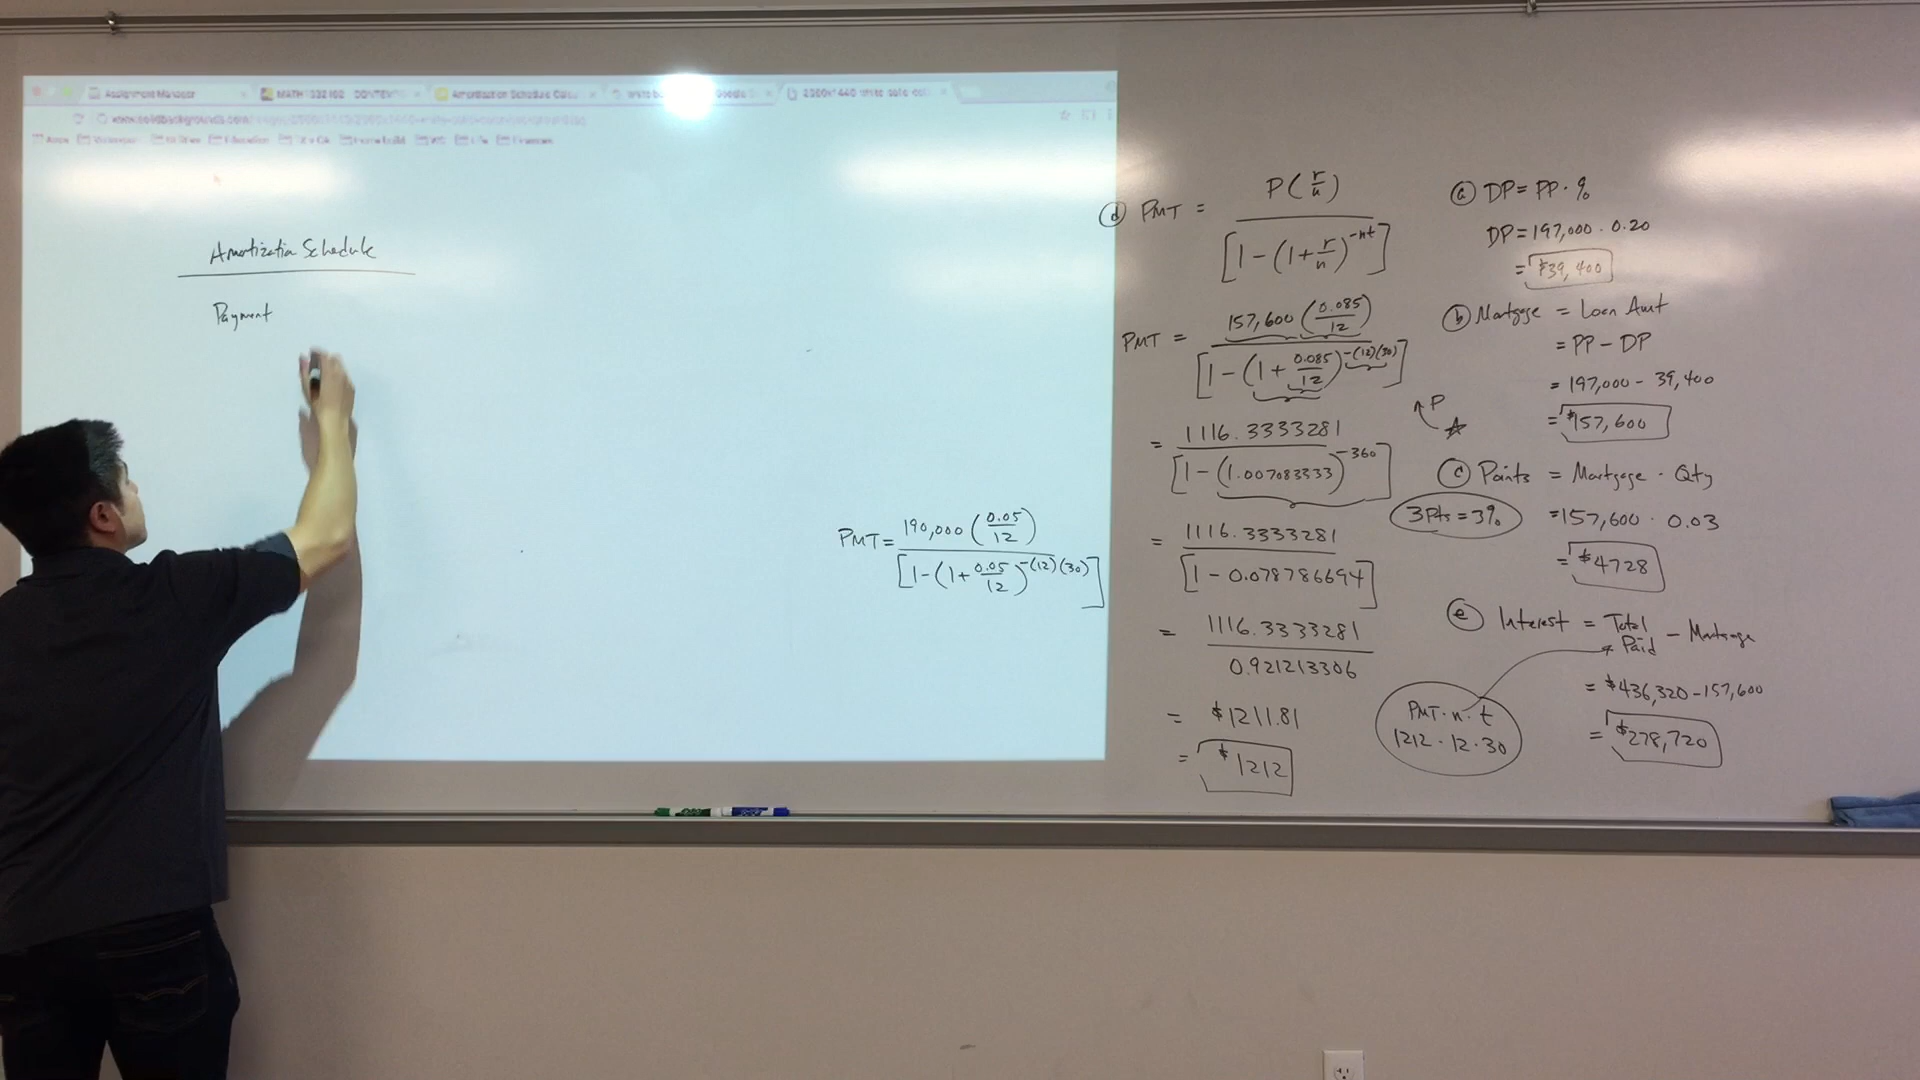 Assignment Manager
Amortization Schedule
Payment
PMT = 190,000 (0.05/12) / [1-(1+0.05/12)^-(12)(30)]
ⓓ PMT = P(r/n) / [1-(1+r/n)^-nt]
PMT = 157,600 (0.085/12) / [1-(1+0.085/12)^-(12)(30)]
= 1116.3333281 / [1-(1.007083333)^-360]
= 1116.3333281 / [1-0.078786694]
= 1116.3333281 / 0.921213306
= $1211.81
= $1212
P
ⓐ DP = PP · %
DP = 197,000 · 0.20
= $39,400
ⓑ Mortgage = Loan Amt
= PP - DP
= 197,000 - 39,400
= $157,600
ⓒ Points = Mortgage · Qty
3Pts = 3%
= 157,600 · 0.03
= $4728
ⓔ Interest = Total Paid - Mortgage
= $436,320 - 157,600
= $278,720
PMT · n · t
1212 · 12 · 30